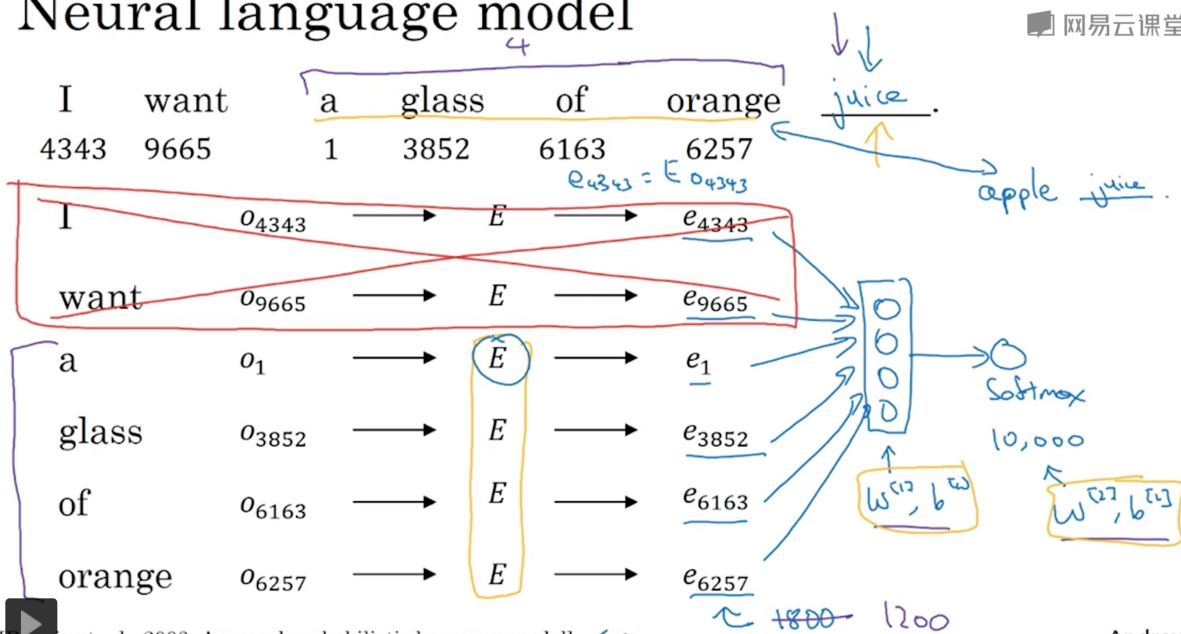 Neural language model
网易云课堂
4
I want a glass of orange juice .
4343 9665 1 3852 6163 6257
e4343 = E O4343
apple juice .
I o4343 E e4343
want o9665 E e9665
a o1 E e1
glass o3852 E e3852
Softmax
10,000
of o6163 E e6163
W[1], b[1] W[2], b[2]
orange o6257 E e6257
1800 1200